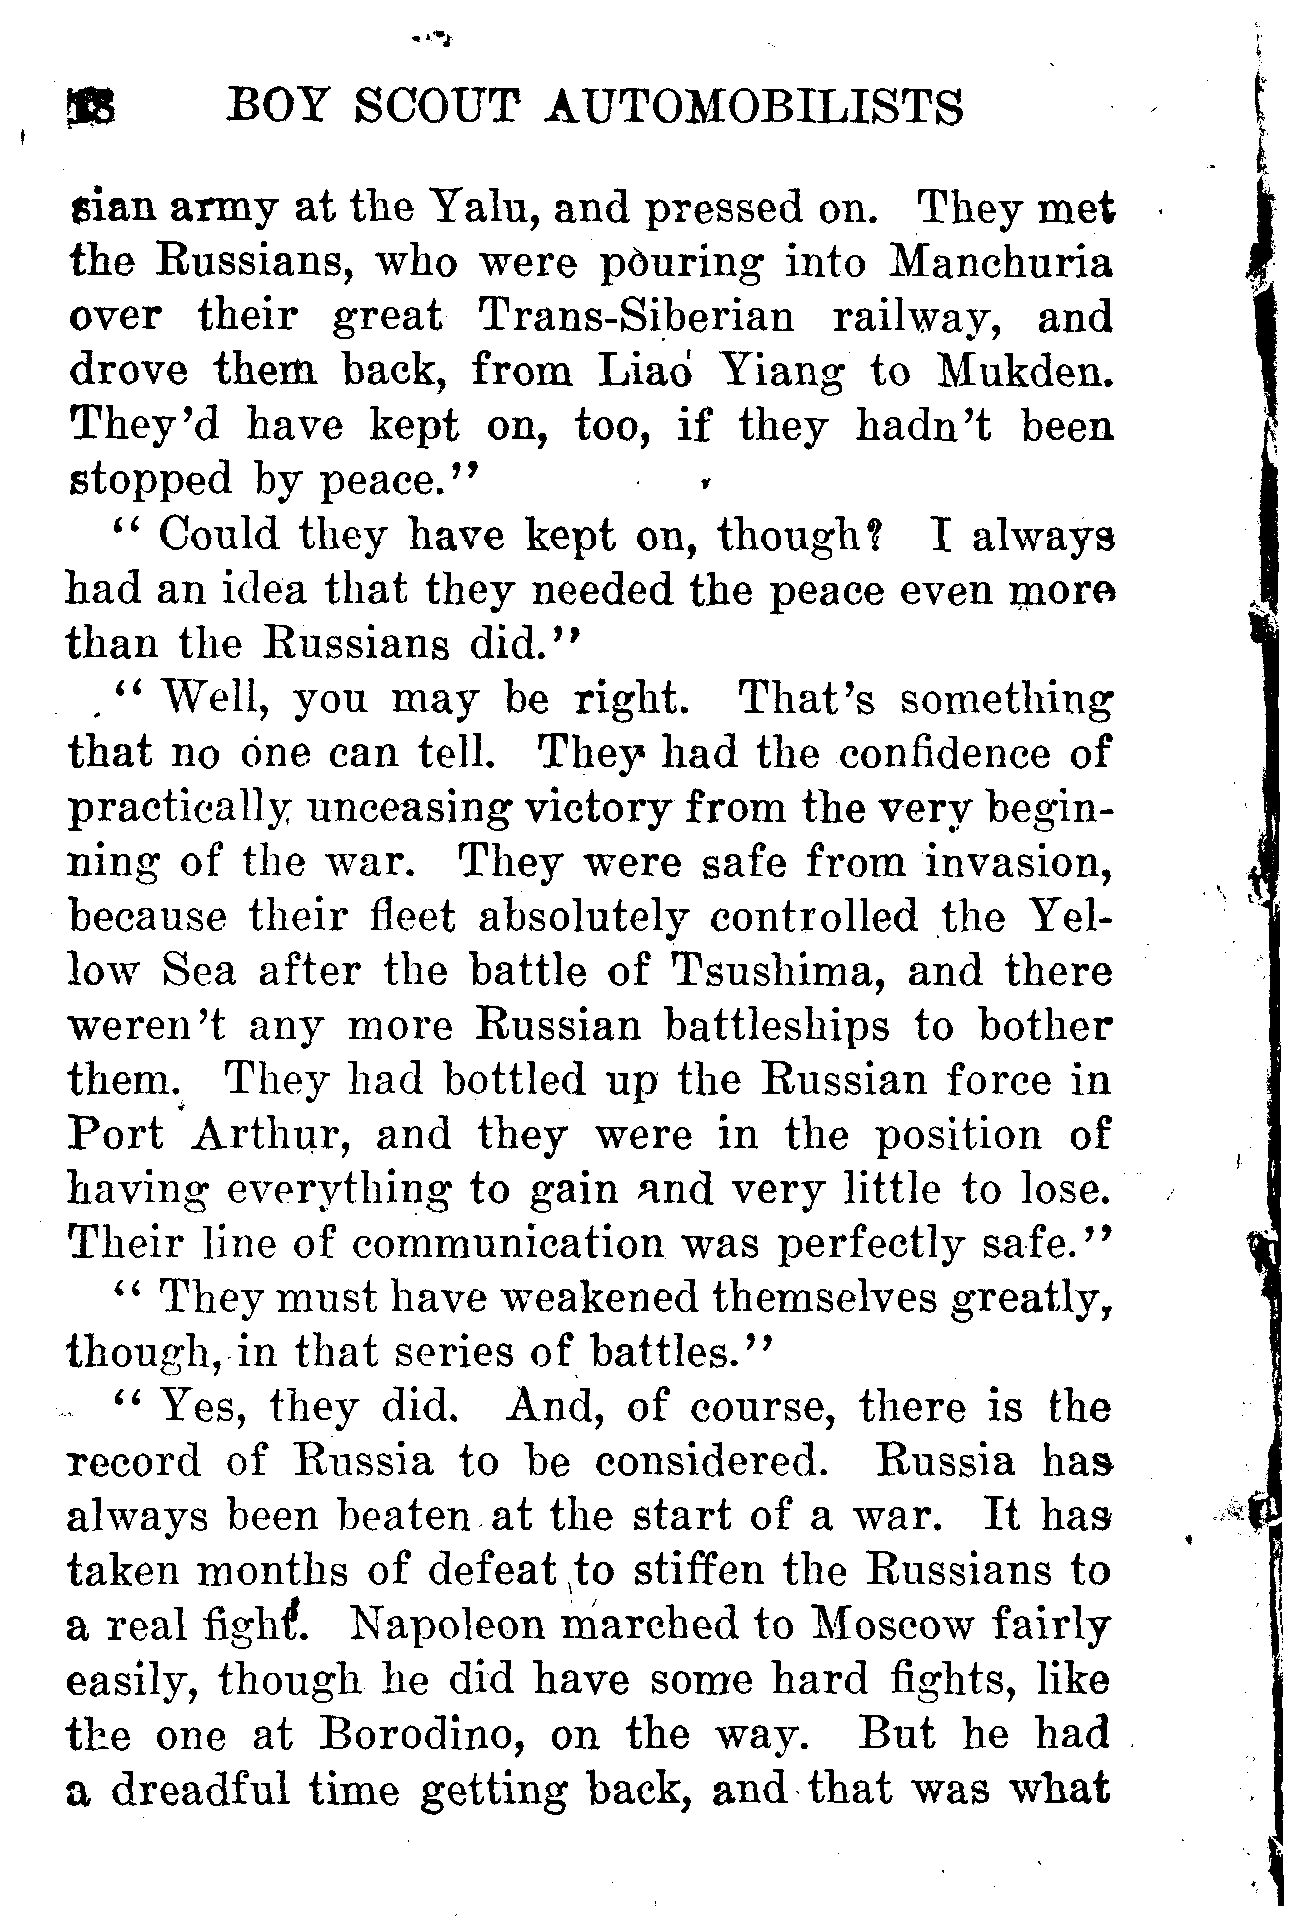 18 BOY SCOUT AUTOMOBILISTS
sian army at the Yalu, and pressed on. They met
the Russians, who were pouring into Manchuria
over their great Trans-Siberian railway, and
drove them back, from Liao Yiang to Mukden.
They'd have kept on, too, if they hadn't been
stopped by peace."
" Could they have kept on, though? I always
had an idea that they needed the peace even more
than the Russians did."
" Well, you may be right. That's something
that no one can tell. They had the confidence of
practically unceasing victory from the very begin-
ning of the war. They were safe from invasion,
because their fleet absolutely controlled the Yel-
low Sea after the battle of Tsushima, and there
weren't any more Russian battleships to bother
them. They had bottled up the Russian force in
Port Arthur, and they were in the position of
having everything to gain and very little to lose.
Their line of communication was perfectly safe."
" They must have weakened themselves greatly,
though, in that series of battles."
" Yes, they did. And, of course, there is the
record of Russia to be considered. Russia has
always been beaten at the start of a war. It has
taken months of defeat to stiffen the Russians to
a real fight. Napoleon marched to Moscow fairly
easily, though he did have some hard fights, like
the one at Borodino, on the way. But he had
a dreadful time getting back, and that was what